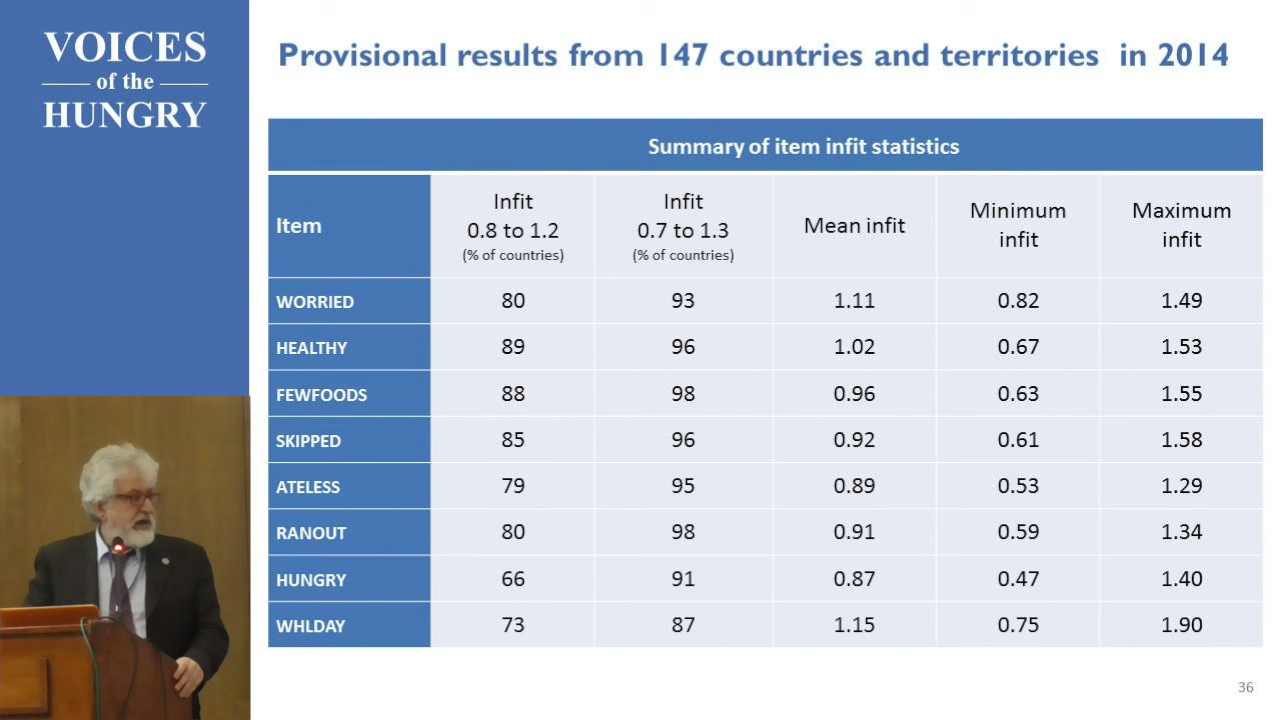 VOICES
of the
HUNGRY
Provisional results from 147 countries and territories in 2014
Summary of item infit statistics
Item
Infit
0.8 to 1.2
(% of countries)
Infit
0.7 to 1.3
(% of countries)
Mean infit
Minimum
infit
Maximum
infit
WORRIED 80 93 1.11 0.82 1.49
HEALTHY 89 96 1.02 0.67 1.53
FEWFOODS 88 98 0.96 0.63 1.55
SKIPPED 85 96 0.92 0.61 1.58
ATELESS 79 95 0.89 0.53 1.29
RANOUT 80 98 0.91 0.59 1.34
HUNGRY 66 91 0.87 0.47 1.40
WHLDAY 73 87 1.15 0.75 1.90
36